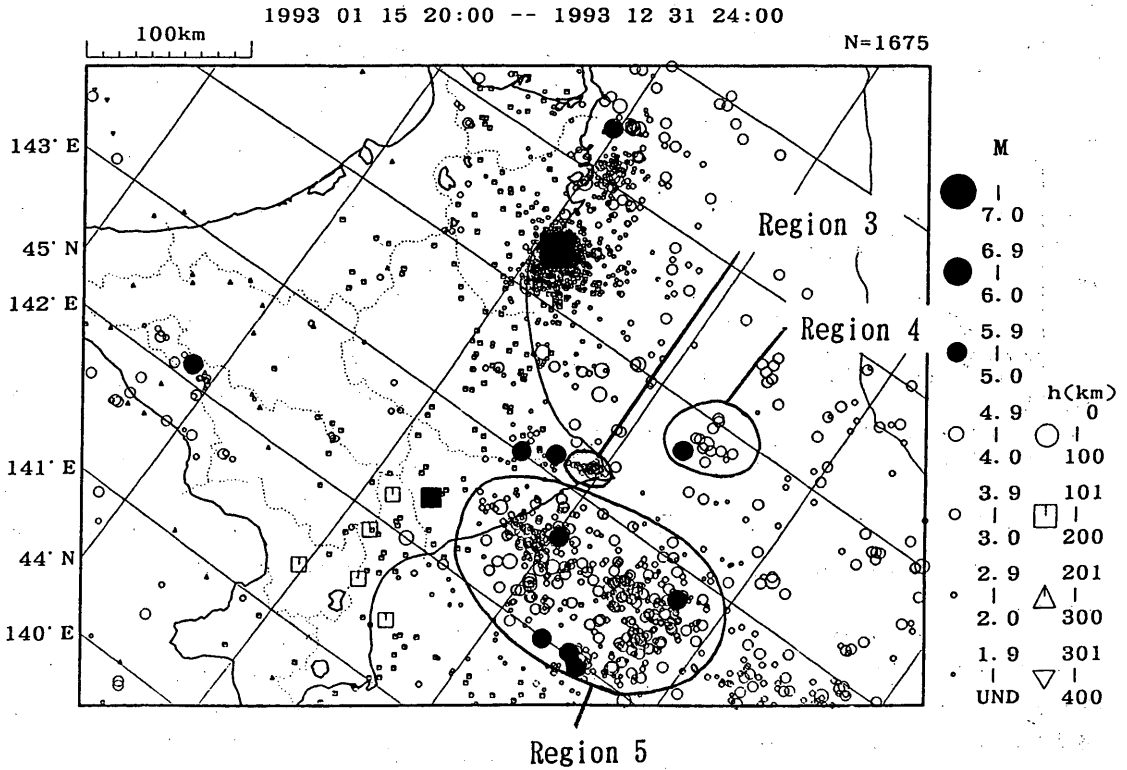 1993 01 15 20:00 -- 1993 12 31 24:00
100km
N=1675
143° E
45° N
142° E
141° E
44° N
140° E
Region 3
Region 4
Region 5
M
7.0
6.9
6.0
5.9
5.0
4.9
4.0
3.9
3.0
2.9
2.0
1.9
UND
h(km)
0
100
101
200
201
300
301
400